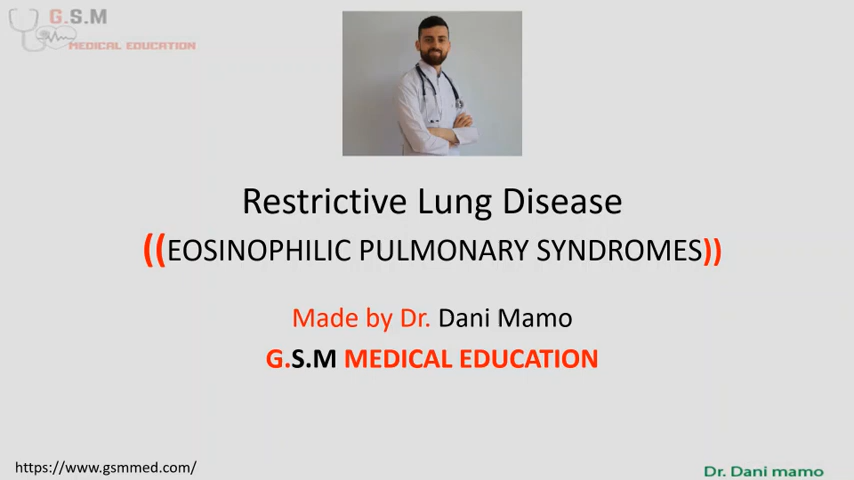 G.S.M
MEDICAL EDUCATION
Restrictive Lung Disease
((EOSINOPHILIC PULMONARY SYNDROMES))
Made by Dr. Dani Mamo
G.S.M MEDICAL EDUCATION
https://www.gsmmed.com/
Dr. Dani mamo